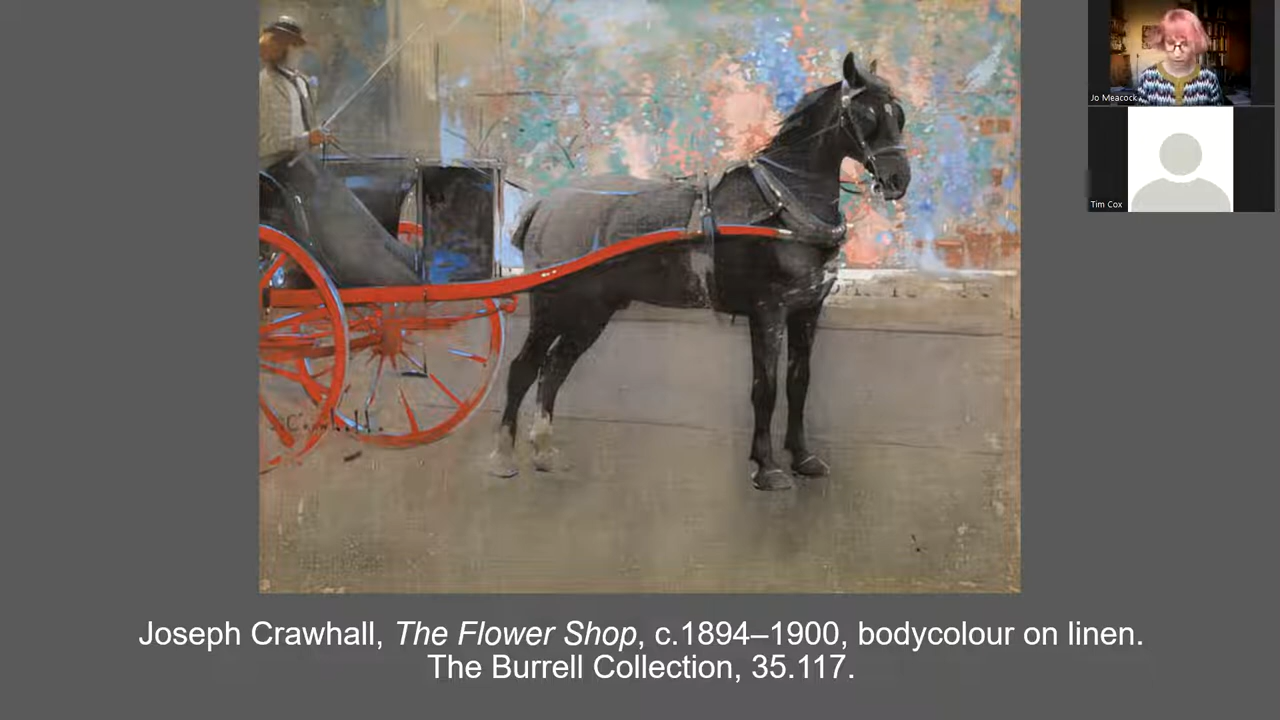 Jo Meacock
Tim Cox
J. Crawhall.
Joseph Crawhall, The Flower Shop, c.1894–1900, bodycolour on linen.
The Burrell Collection, 35.117.